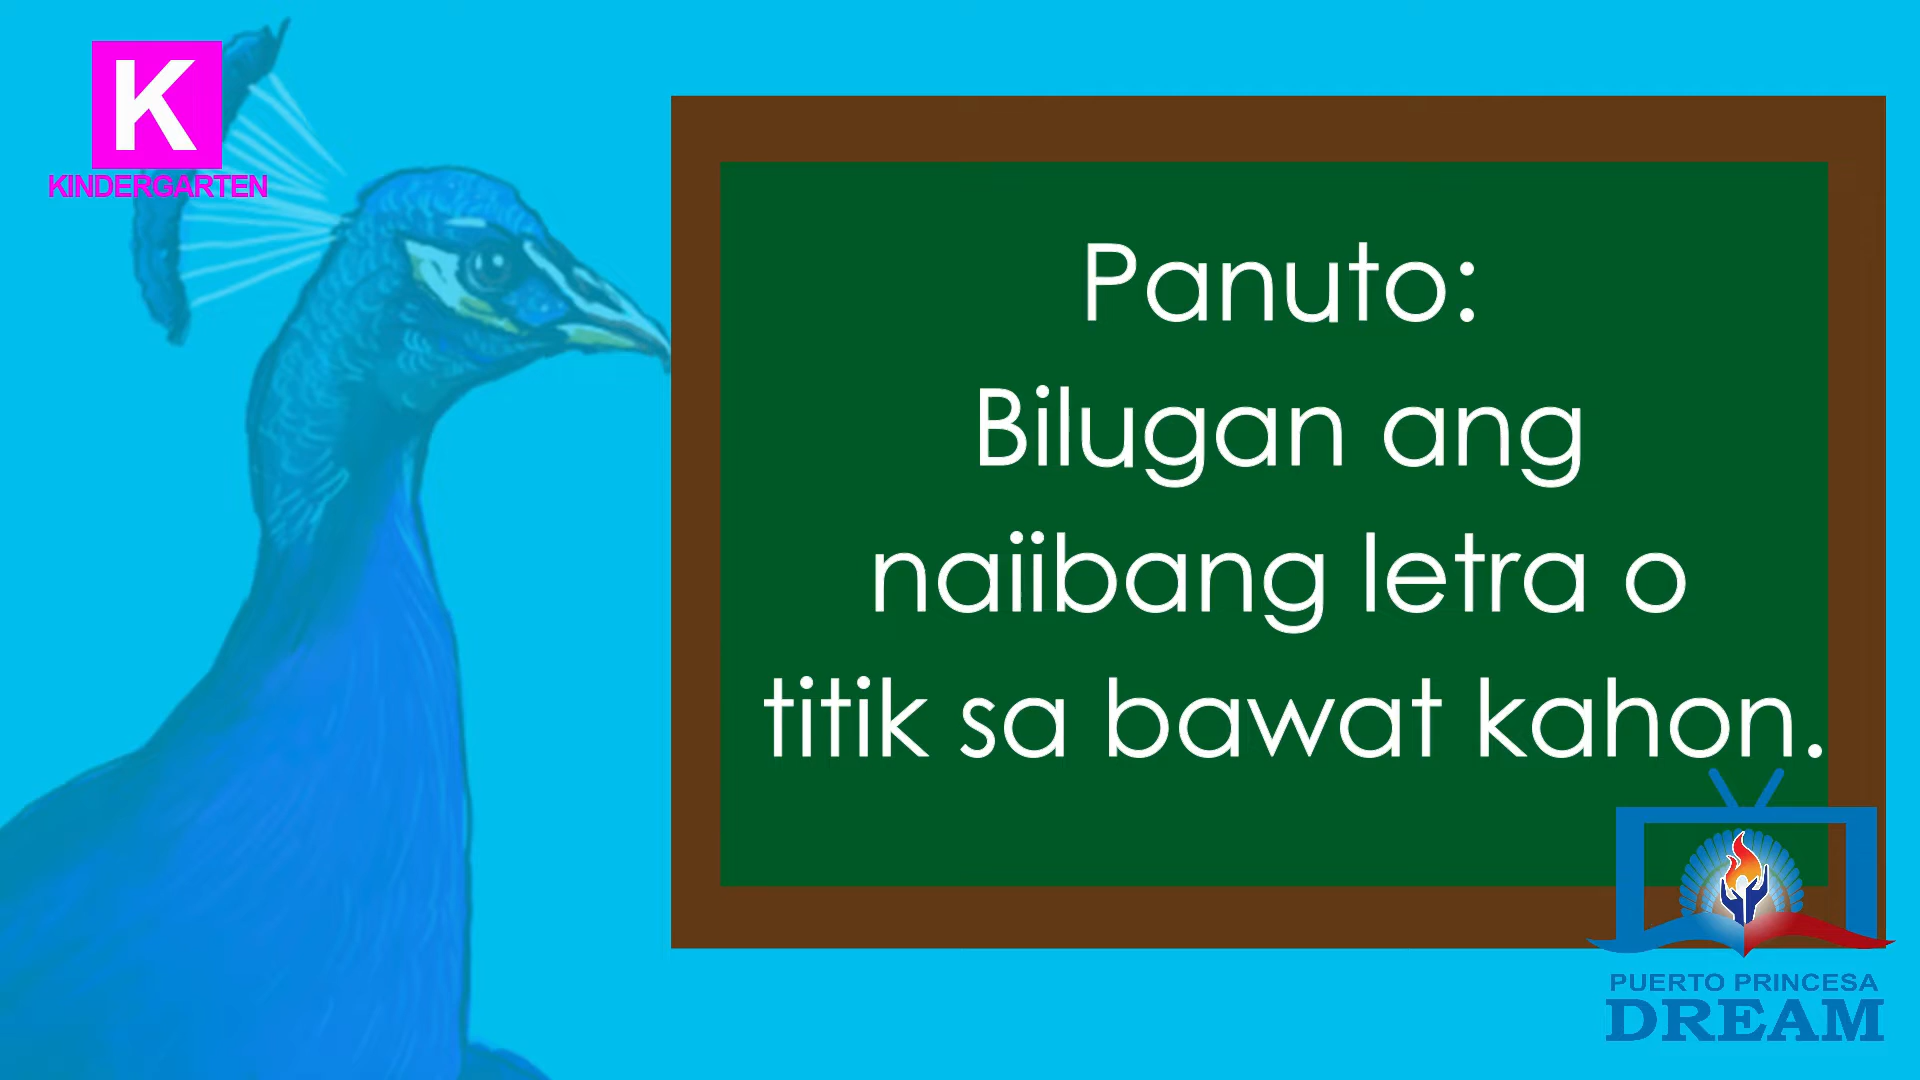 K
KINDERGARTEN
Panuto:
Bilugan ang
naiibang letra o
titik sa bawat kahon.
PUERTO PRINCESA
DREAM